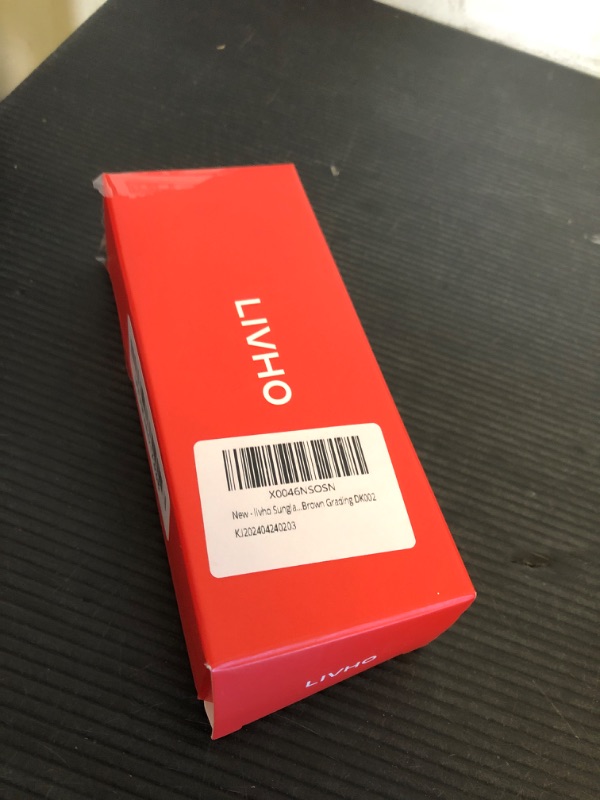 LIVHO
X0046NSOSN
New - livho Sungla...Brown Grading DK002
KJ202404240203
LIVHO